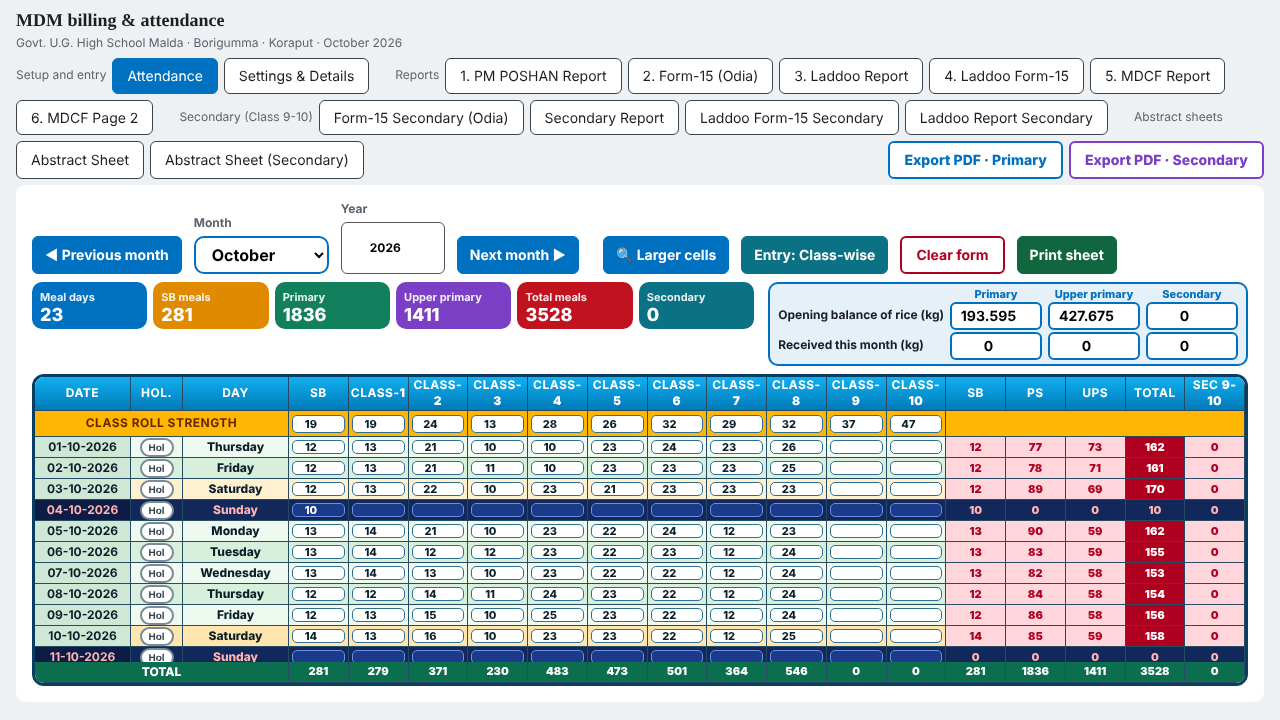 MDM billing & attendance
Govt. U.G. High School Malda · Borigumma · Koraput · October 2026
Setup and entry Attendance Settings & Details Reports 1. PM POSHAN Report 2. Form-15 (Odia) 3. Laddoo Report 4. Laddoo Form-15 5. MDCF Report
6. MDCF Page 2 Secondary (Class 9-10) Form-15 Secondary (Odia) Secondary Report Laddoo Form-15 Secondary Laddoo Report Secondary Abstract sheets
Abstract Sheet Abstract Sheet (Secondary) Export PDF · Primary Export PDF · Secondary
Month Year
◀ Previous month October 2026 Next month ▶ 🔍 Larger cells Entry: Class-wise Clear form Print sheet
Meal days SB meals Primary Upper primary Total meals Secondary
23 281 1836 1411 3528 0
Primary Upper primary Secondary
Opening balance of rice (kg) 193.595 427.675 0
Received this month (kg) 0 0 0
DATE HOL. DAY SB CLASS-1 CLASS-2 CLASS-3 CLASS-4 CLASS-5 CLASS-6 CLASS-7 CLASS-8 CLASS-9 CLASS-10 SB PS UPS TOTAL SEC 9-10
CLASS ROLL STRENGTH 19 19 24 13 28 26 32 29 32 37 47
01-10-2026 Hol Thursday 12 13 21 10 10 23 24 23 26 12 77 73 162 0
02-10-2026 Hol Friday 12 13 21 11 10 23 23 23 25 12 78 71 161 0
03-10-2026 Hol Saturday 12 13 22 10 23 21 23 23 23 12 89 69 170 0
04-10-2026 Hol Sunday 10 10 0 0 10 0
05-10-2026 Hol Monday 13 14 21 10 23 22 24 12 23 13 90 59 162 0
06-10-2026 Hol Tuesday 13 14 12 12 23 22 23 12 24 13 83 59 155 0
07-10-2026 Hol Wednesday 13 14 13 10 23 22 22 12 24 13 82 58 153 0
08-10-2026 Hol Thursday 12 12 14 11 24 23 22 12 24 12 84 58 154 0
09-10-2026 Hol Friday 12 13 15 10 25 23 22 12 24 12 86 58 156 0
10-10-2026 Hol Saturday 14 13 16 10 23 23 22 12 25 14 85 59 158 0
11-10-2026 Hol Sunday 0 0 0 0 0
TOTAL 281 279 371 230 483 473 501 364 546 0 0 281 1836 1411 3528 0